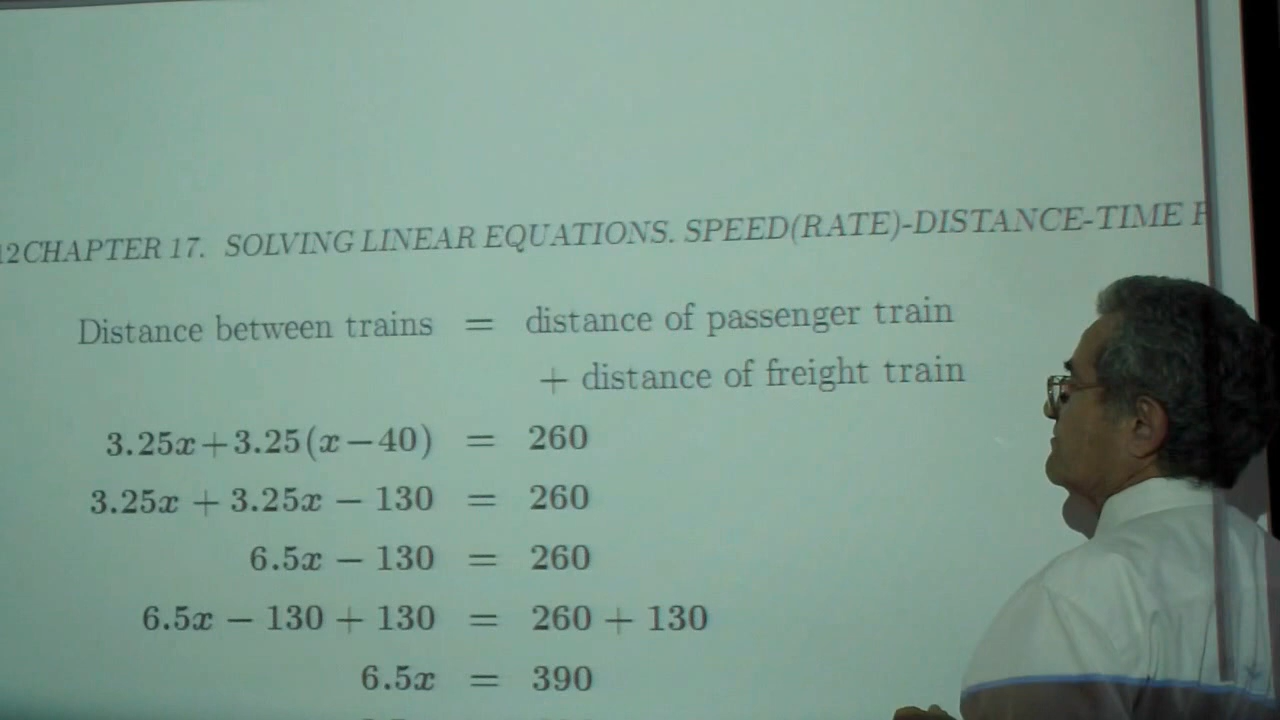 12CHAPTER 17. SOLVING LINEAR EQUATIONS. SPEED(RATE)-DISTANCE-TIME
Distance between trains = distance of passenger train
+ distance of freight train
3.25x+3.25(x−40) = 260
3.25x + 3.25x − 130 = 260
6.5x − 130 = 260
6.5x − 130 + 130 = 260 + 130
6.5x = 390